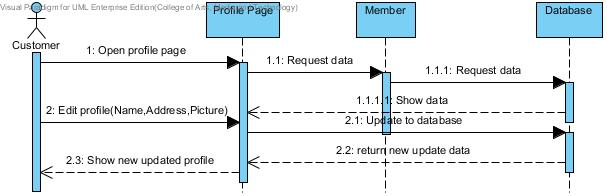 Visual Paradigm for UML Enterprise Edition(College of Arts
Profile Page
Member
Database
Customer
1: Open profile page
1.1: Request data
1.1.1: Request data
1.1.1.1: Show data
2: Edit profile(Name,Address,Picture)
2.1: Update to database
2.2: return new update data
2.3: Show new updated profile